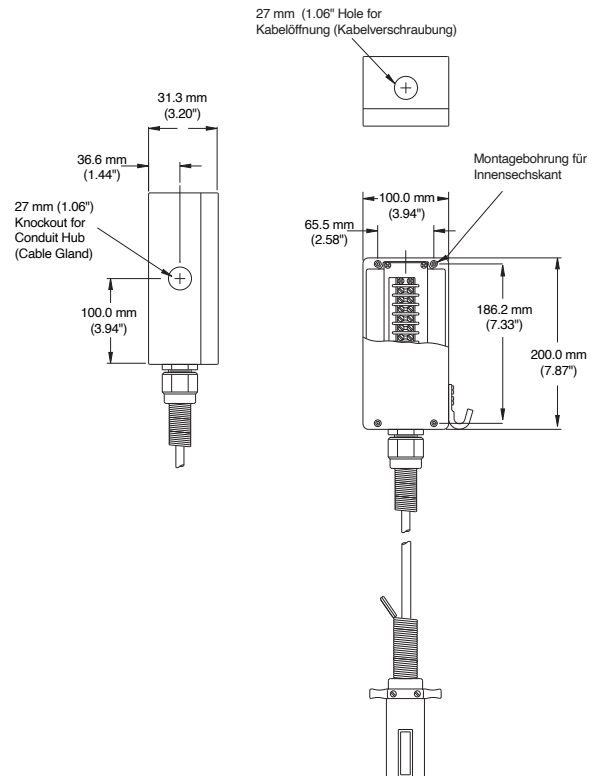 27 mm (1.06" Hole for
Kabelöffnung (Kabelverschraubung)
31.3 mm
(3.20")
36.6 mm
(1.44")
Montagebohrung für
Innensechskant
100.0 mm
(3.94")
27 mm (1.06")
Knockout for
Conduit Hub
(Cable Gland)
65.5 mm
(2.58")
100.0 mm
(3.94")
186.2 mm
(7.33")
200.0 mm
(7.87")